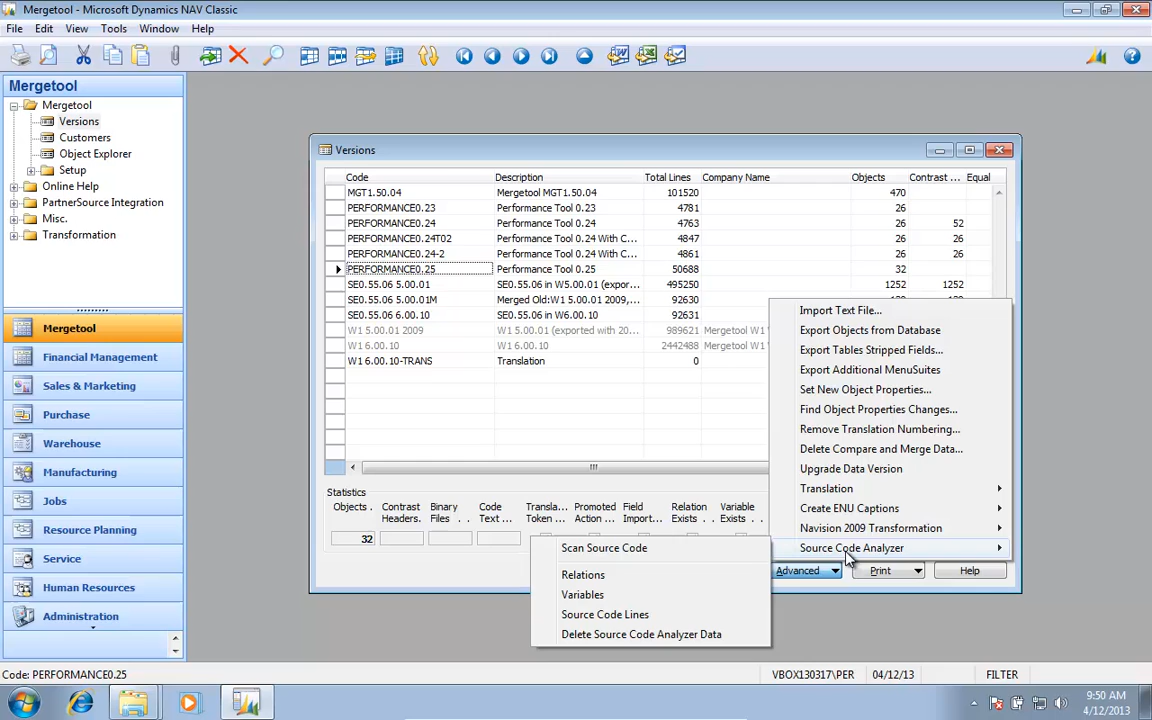 Mergetool - Microsoft Dynamics NAV Classic
File Edit View Tools Window Help
Mergetool
Mergetool
Versions
Customers
Object Explorer
Setup
Online Help
PartnerSource Integration
Misc.
Transformation
Mergetool
Financial Management
Sales & Marketing
Purchase
Warehouse
Manufacturing
Jobs
Resource Planning
Service
Human Resources
Administration
Versions
Code Description Total Lines Company Name Objects Contrast ... Equal
MGT1.50.04 Mergetool MGT1.50.04 101520 470
PERFORMANCE0.23 Performance Tool 0.23 4781 26
PERFORMANCE0.24 Performance Tool 0.24 4763 26 52
PERFORMANCE0.24T02 Performance Tool 0.24 With C... 4847 26 26
PERFORMANCE0.24-2 Performance Tool 0.24 With C... 4861 26 26
PERFORMANCE0.25 Performance Tool 0.25 50688 32
SE0.55.06 5.00.01 SE0.55.06 in W5.00.01 (expor... 495250 1252 1252
SE0.55.06 5.00.01M Merged Old:W1 5.00.01 2009,... 92630
SE0.55.06 6.00.10 SE0.55.06 in W6.00.10 92631
W1 5.00.01 2009 W1 5.00.01 (exported with 20... 989621 Mergetool W1
W1 6.00.10 W1 6.00.10 2442488 Mergetool W1
W1 6.00.10-TRANS Translation 0
Statistics
Objects . Contrast Headers. Binary Files . . Code Text ... Transla... Token ... Promoted Action ... Field Import... Relation Exists . . Variable Exists . .
32
Import Text File...
Export Objects from Database
Export Tables Stripped Fields...
Export Additional MenuSuites
Set New Object Properties...
Find Object Properties Changes...
Remove Translation Numbering...
Delete Compare and Merge Data...
Upgrade Data Version
Translation
Create ENU Captions
Navision 2009 Transformation
Source Code Analyzer
Scan Source Code
Relations
Variables
Source Code Lines
Delete Source Code Analyzer Data
Advanced Print Help
Code: PERFORMANCE0.25 VBOX130317\PER 04/12/13 FILTER
9:50 AM
4/12/2013